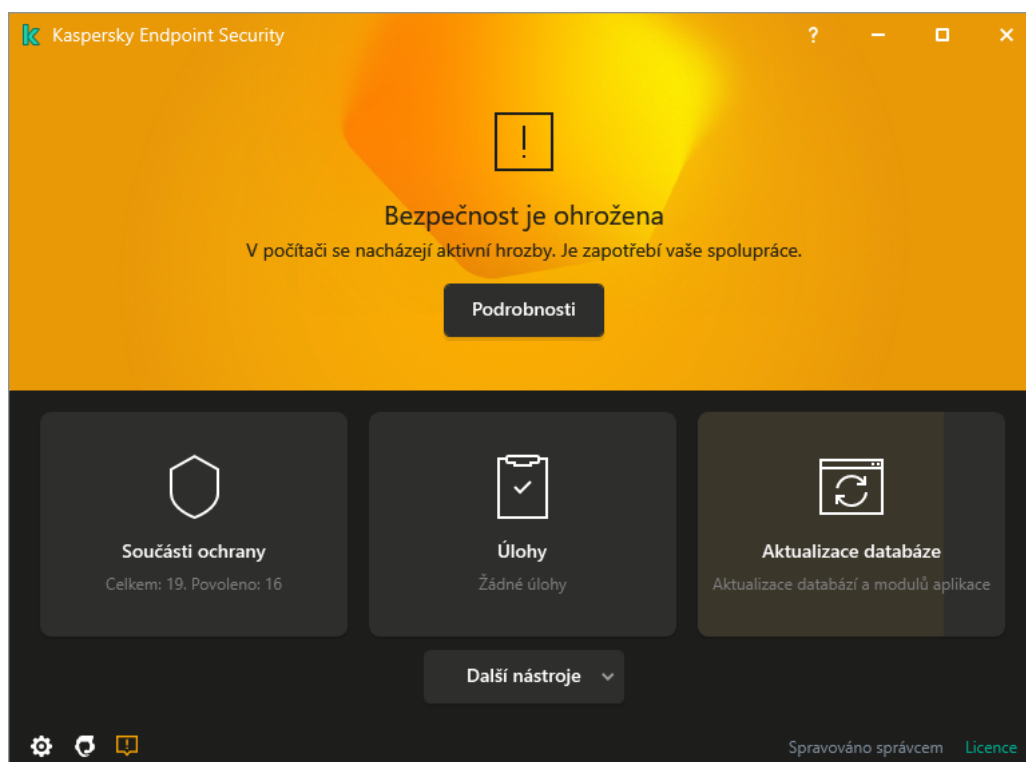 Kaspersky Endpoint Security
Bezpečnost je ohrožena
V počítači se nacházejí aktivní hrozby. Je zapotřebí vaše spolupráce.
Podrobnosti
Součásti ochrany
Celkem: 19. Povoleno: 16
Úlohy
Žádné úlohy
Aktualizace databáze
Aktualizace databází a modulů aplikace
Další nástroje
Spravováno správcem
Licence